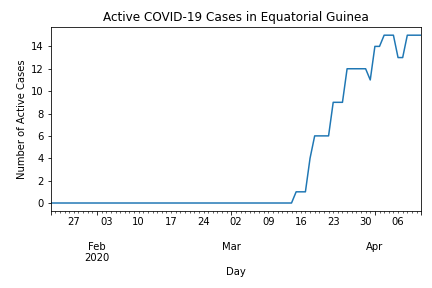 Active COVID-19 Cases in Equatorial Guinea
Number of Active Cases
14
12
10
8
6
4
2
0
27 03 10 17 24 02 09 16 23 30 06
Feb Mar Apr
2020
Day